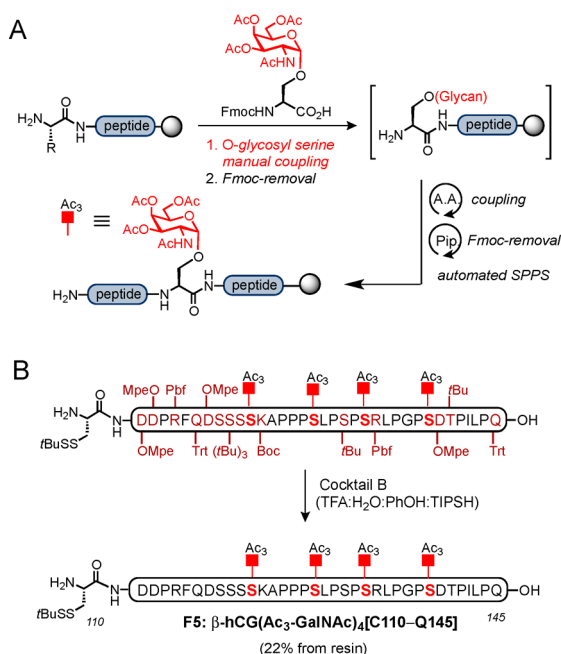 A
AcO
OAc
O
AcO
AcHN
O
FmocHN
CO₂H
H₂N
O
N
H
R
peptide
1. O-glycosyl serine
manual coupling
2. Fmoc-removal
O(Glycan)
H₂N
O
N
H
peptide
Ac₃
≡
AcO
OAc
O
AcO
AcHN
O
H₂N
peptide
N
H
O
H
N
peptide
A.A.
coupling
Pip
Fmoc-removal
automated SPPS
B
Ac₃
Ac₃
Ac₃
Ac₃
MpeO
Pbf
OMpe
tBu
H₂N
O
N
H
tBuSS
DDPRFQDSSSSKAPPPSLPSPSRLPGPSDTPILPQ
OH
OMpe
Trt
(tBu)₃
Boc
tBu
Pbf
OMpe
Trt
Cocktail B
(TFA:H₂O:PhOH:TIPSH)
Ac₃
Ac₃
Ac₃
Ac₃
H₂N
O
N
H
tBuSS
DDPRFQDSSSSKAPPPSLPSPSRLPGPSDTPILPQ
OH
110
145
F5: β-hCG(Ac₃-GalNAc)₄[C110–Q145]
(22% from resin)